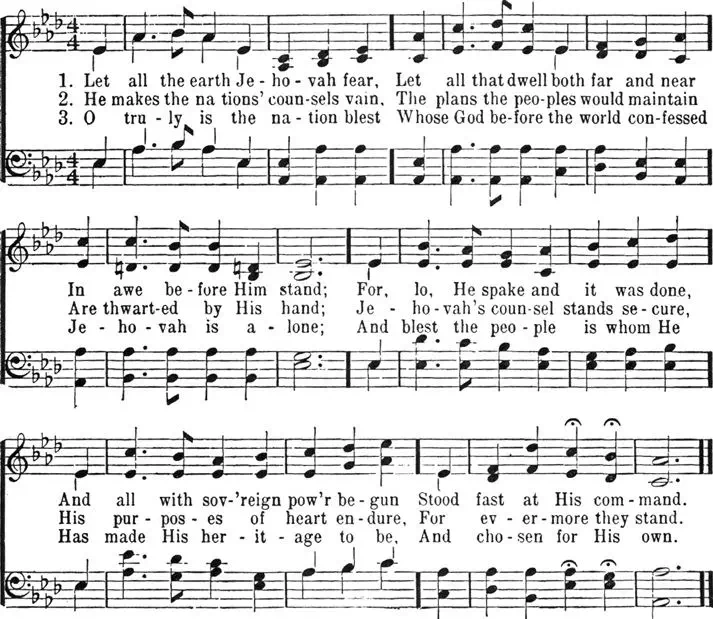 4
4
1. Let all the earth Je-ho-vah fear, Let all that dwell both far and near
2. He makes the na tions' coun-sels vain, The plans the peo-ples would maintain
3. O tru-ly is the na-tion blest Whose God be-fore the world con-fessed
4
4
In awe be-fore Him stand; For, lo, He spake and it was done,
Are thwart-ed by His hand; Je-ho-vah's coun-sel stands se-cure,
Je-ho-vah is a-lone; And blest the peo-ple is whom He
And all with sov-'reign pow'r be-gun Stood fast at His com-mand.
His pur-pos-es of heart en-dure, For ev-er-more they stand.
Has made His her-it-age to be, And cho-sen for His own.